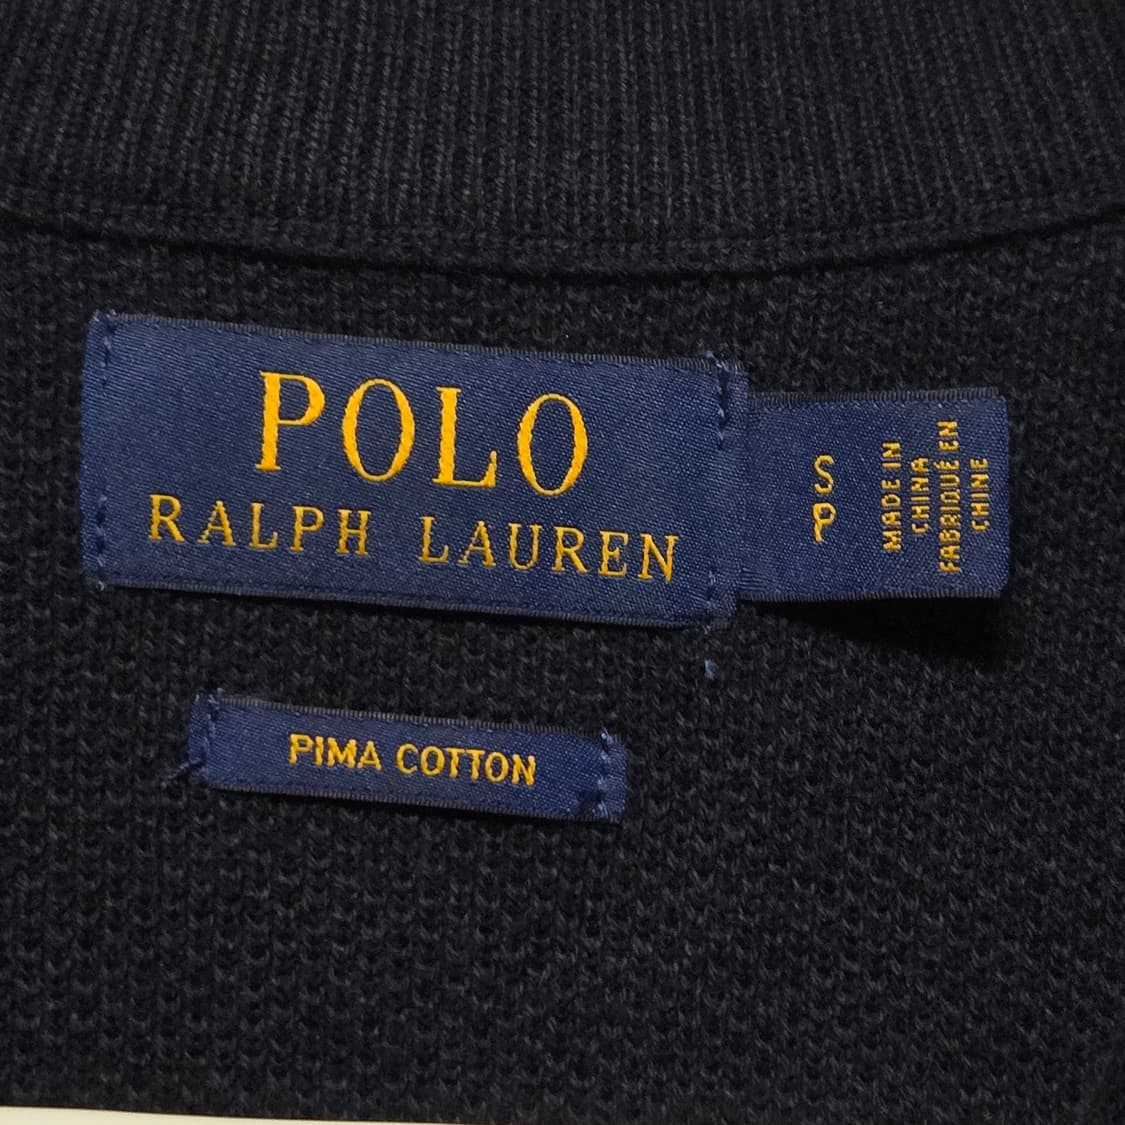 POLO
RALPH LAUREN
S
P
MADE IN
CHINA
FABRIQUÉ EN
CHINE
PIMA COTTON